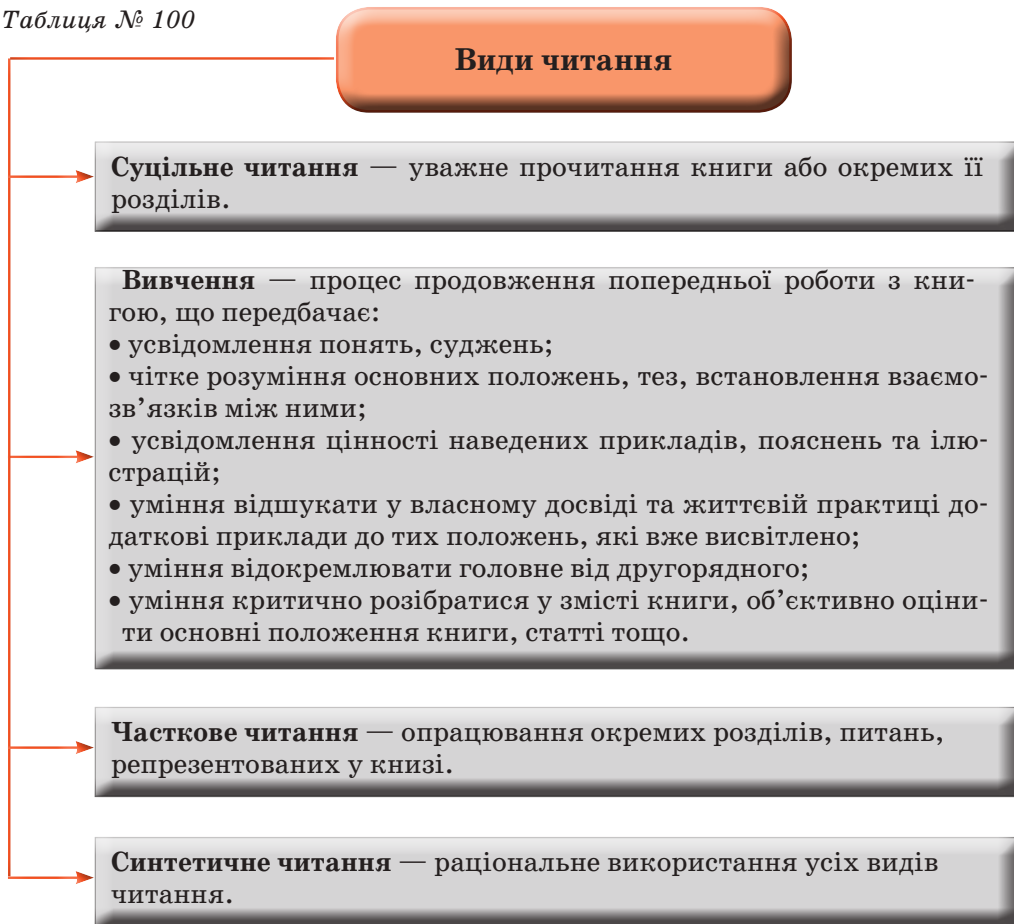 Таблиця № 100
Види читання
Суцільне читання — уважне прочитання книги або окремих її
розділів.
Вивчення — процес продовження попередньої роботи з кни-
гою, що передбачає:
• усвідомлення понять, суджень;
• чітке розуміння основних положень, тез, встановлення взаємо-
зв’язків між ними;
• усвідомлення цінності наведених прикладів, пояснень та ілю-
страцій;
• уміння відшукати у власному досвіді та життєвій практиці до-
даткові приклади до тих положень, які вже висвітлено;
• уміння відокремлювати головне від другорядного;
• уміння критично розібратися у змісті книги, об’єктивно оціни-
ти основні положення книги, статті тощо.
Часткове читання — опрацювання окремих розділів, питань,
репрезентованих у книзі.
Синтетичне читання — раціональне використання усіх видів
читання.